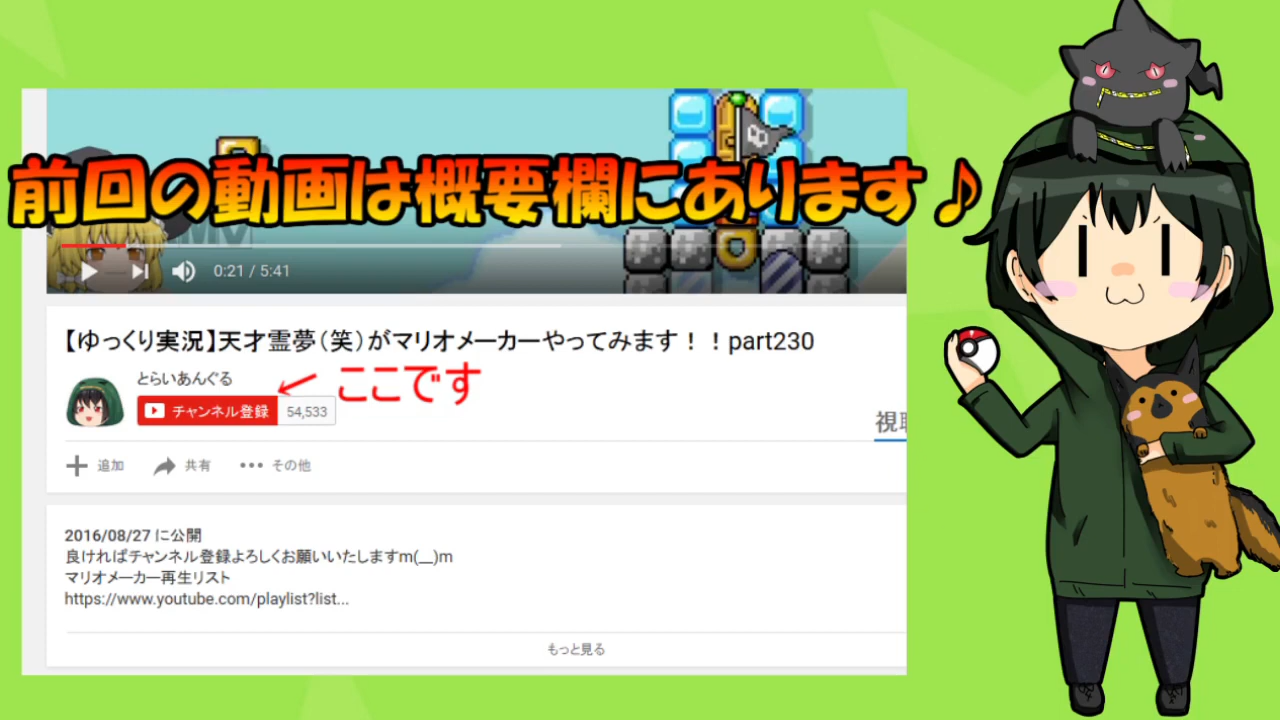 前回の動画は概要欄にあります♪
0:21 / 5:41
【ゆっくり実況】天才霊夢（笑）がマリオメーカーやってみます！！part230
とらいあんぐる
ここです
チャンネル登録 54,533
視聴
追加 共有 その他
2016/08/27 に公開
良ければチャンネル登録よろしくお願いいたしますm(__)m
マリオメーカー再生リスト
https://www.youtube.com/playlist?list...
もっと見る